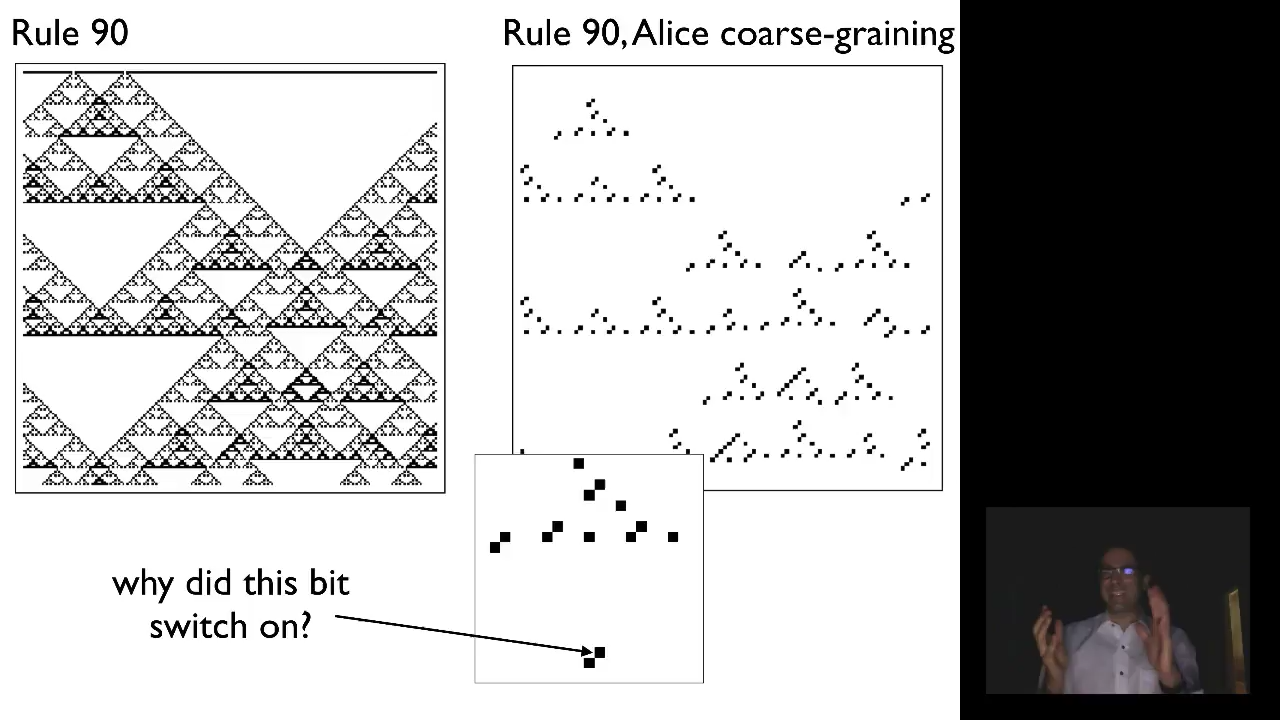 Rule 90
Rule 90, Alice coarse-graining
why did this bit
switch on?